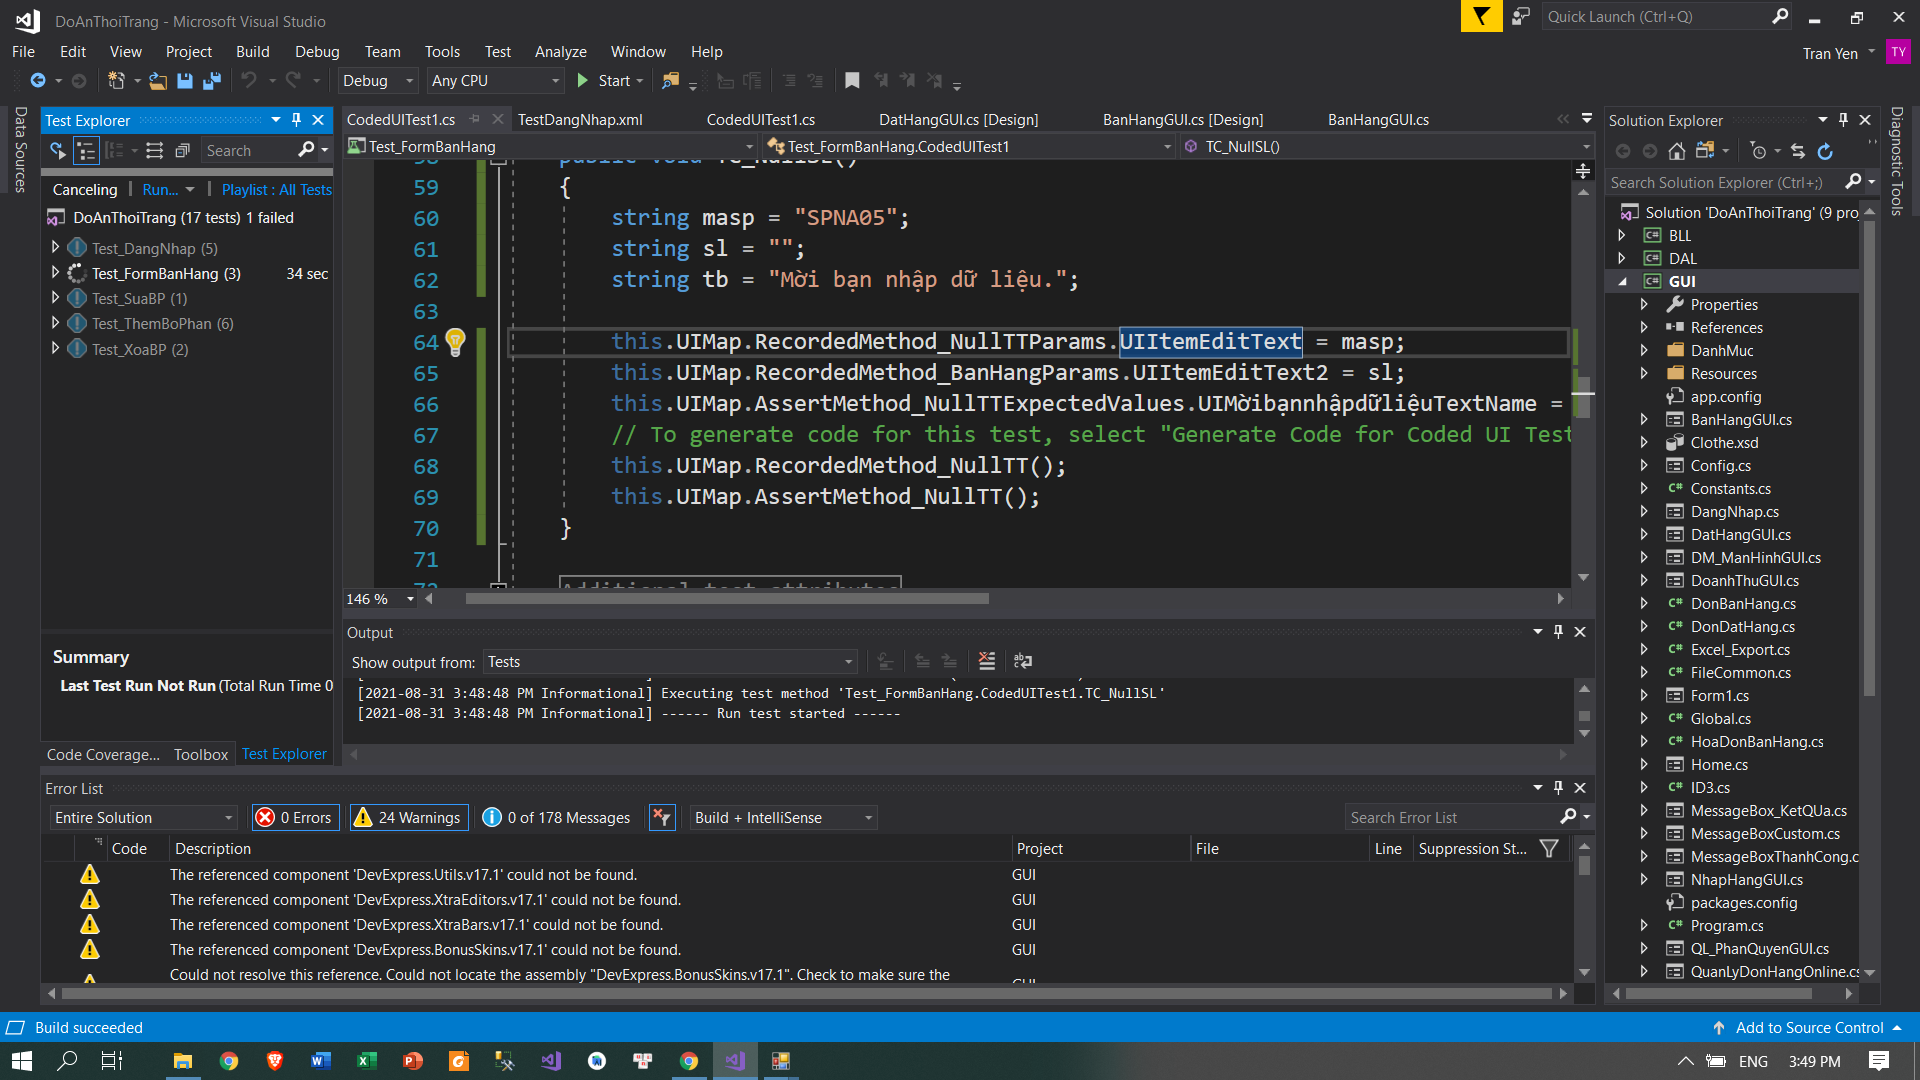 DoAnThoiTrang - Microsoft Visual Studio
Quick Launch (Ctrl+Q)
File Edit View Project Build Debug Team Tools Test Analyze Window Help
Tran Yen TY
Debug Any CPU Start
Data Sources
Test Explorer
Search
Canceling Run... Playlist : All Tests
DoAnThoiTrang (17 tests) 1 failed
Test_DangNhap (5)
Test_FormBanHang (3) 34 sec
Test_SuaBP (1)
Test_ThemBoPhan (6)
Test_XoaBP (2)
Summary
Last Test Run Not Run (Total Run Time 0
Code Coverage... Toolbox Test Explorer
CodedUITest1.cs TestDangNhap.xml CodedUITest1.cs DatHangGUI.cs [Design] BanHangGUI.cs [Design] BanHangGUI.cs
Test_FormBanHang Test_FormBanHang.CodedUITest1 TC_NullSL()
58 public void TC_NullSL()
59 {
60 string masp = "SPNA05";
61 string sl = "";
62 string tb = "Mời bạn nhập dữ liệu.";
63
64 this.UIMap.RecordedMethod_NullTTParams.UIItemEditText = masp;
65 this.UIMap.RecordedMethod_BanHangParams.UIItemEditText2 = sl;
66 this.UIMap.AssertMethod_NullTTExpectedValues.UIMờibạnnhậpdữliệuTextName =
67 // To generate code for this test, select "Generate Code for Coded UI Test
68 this.UIMap.RecordedMethod_NullTT();
69 this.UIMap.AssertMethod_NullTT();
70 }
71
72 Additional test attributes
146 %
Output
Show output from: Tests
[2021-08-31 3:48:48 PM Informational] Executing test method 'Test_FormBanHang.CodedUITest1.TC_NullSL'
[2021-08-31 3:48:48 PM Informational] ------ Run test started ------
Error List
Entire Solution 0 Errors 24 Warnings 0 of 178 Messages Build + IntelliSense Search Error List
Code Description Project File Line Suppression St...
The referenced component 'DevExpress.Utils.v17.1' could not be found. GUI
The referenced component 'DevExpress.XtraEditors.v17.1' could not be found. GUI
The referenced component 'DevExpress.XtraBars.v17.1' could not be found. GUI
The referenced component 'DevExpress.BonusSkins.v17.1' could not be found. GUI
Could not resolve this reference. Could not locate the assembly "DevExpress.BonusSkins.v17.1". Check to make sure the GUI
Solution Explorer
Search Solution Explorer (Ctrl+;)
Solution 'DoAnThoiTrang' (9 pro
BLL
DAL
GUI
Properties
References
DanhMuc
Resources
app.config
BanHangGUI.cs
Clothe.xsd
Config.cs
Constants.cs
DangNhap.cs
DatHangGUI.cs
DM_ManHinhGUI.cs
DoanhThuGUI.cs
DonBanHang.cs
DonDatHang.cs
Excel_Export.cs
FileCommon.cs
Form1.cs
Global.cs
HoaDonBanHang.cs
Home.cs
ID3.cs
MessageBox_KetQUa.cs
MessageBoxCustom.cs
MessageBoxThanhCong.c
NhapHangGUI.cs
packages.config
Program.cs
QL_PhanQuyenGUI.cs
QuanLyDonHangOnline.cs
Diagnostic Tools
Build succeeded Add to Source Control
ENG 3:49 PM